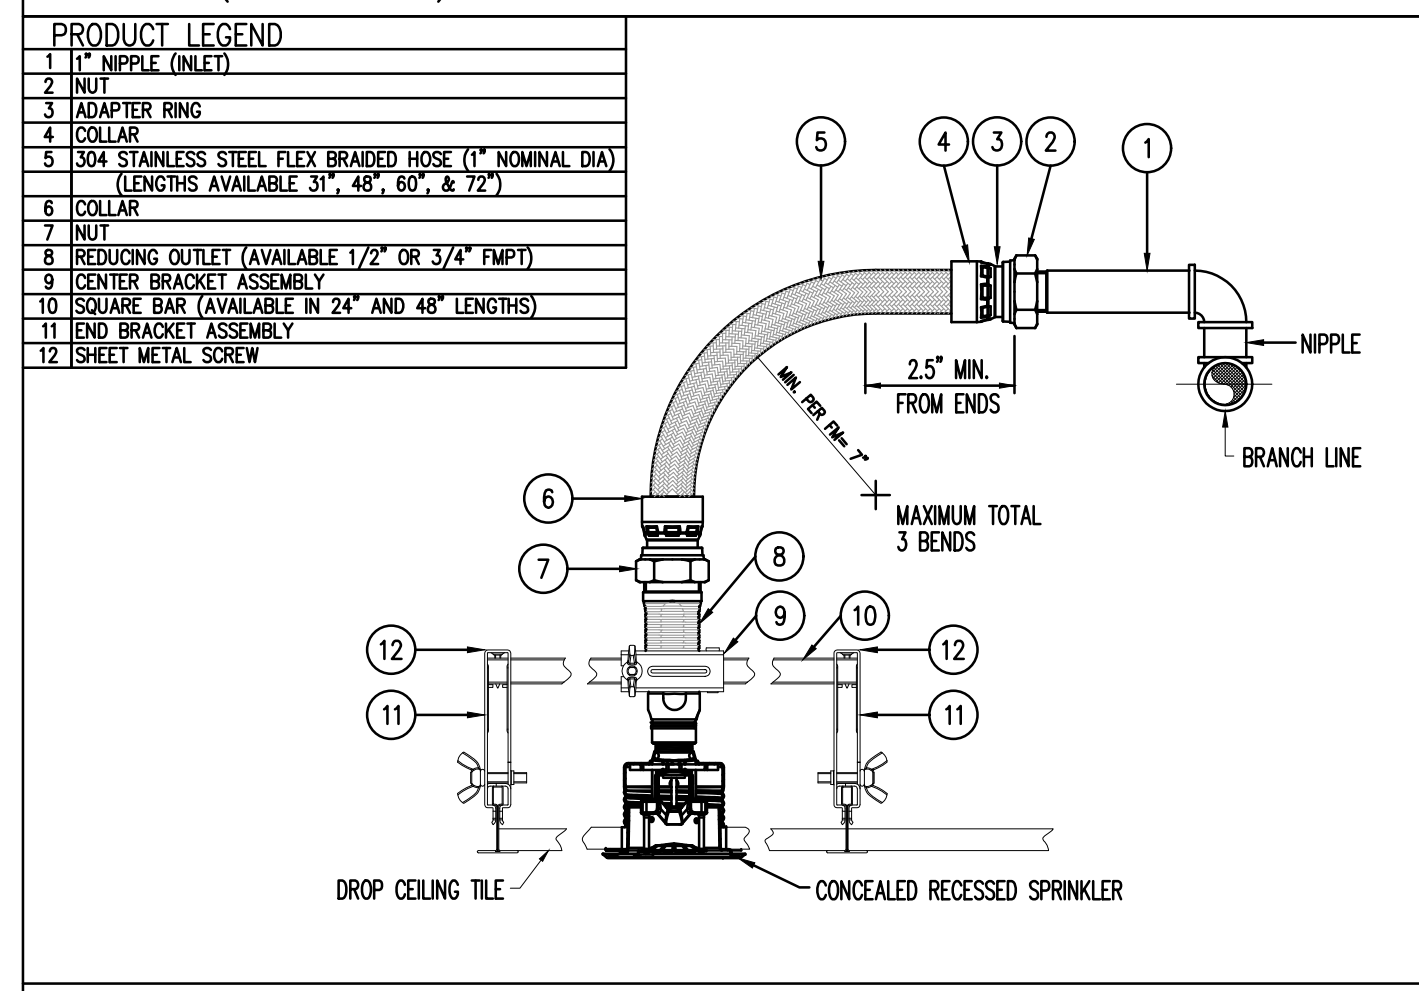 PRODUCT LEGEND
1 1" NIPPLE (INLET)
2 NUT
3 ADAPTER RING
4 COLLAR
5 304 STAINLESS STEEL FLEX BRAIDED HOSE (1" NOMINAL DIA)
(LENGTHS AVAILABLE 31", 48", 60", & 72")
6 COLLAR
7 NUT
8 REDUCING OUTLET (AVAILABLE 1/2" OR 3/4" FMPT)
9 CENTER BRACKET ASSEMBLY
10 SQUARE BAR (AVAILABLE IN 24" AND 48" LENGTHS)
11 END BRACKET ASSEMBLY
12 SHEET METAL SCREW
5
4
3
2
1
NIPPLE
2.5" MIN.
FROM ENDS
MIN. PER FM= 7"
BRANCH LINE
6
MAXIMUM TOTAL
3 BENDS
7
8
9
10
12
12
11
11
DROP CEILING TILE
CONCEALED RECESSED SPRINKLER